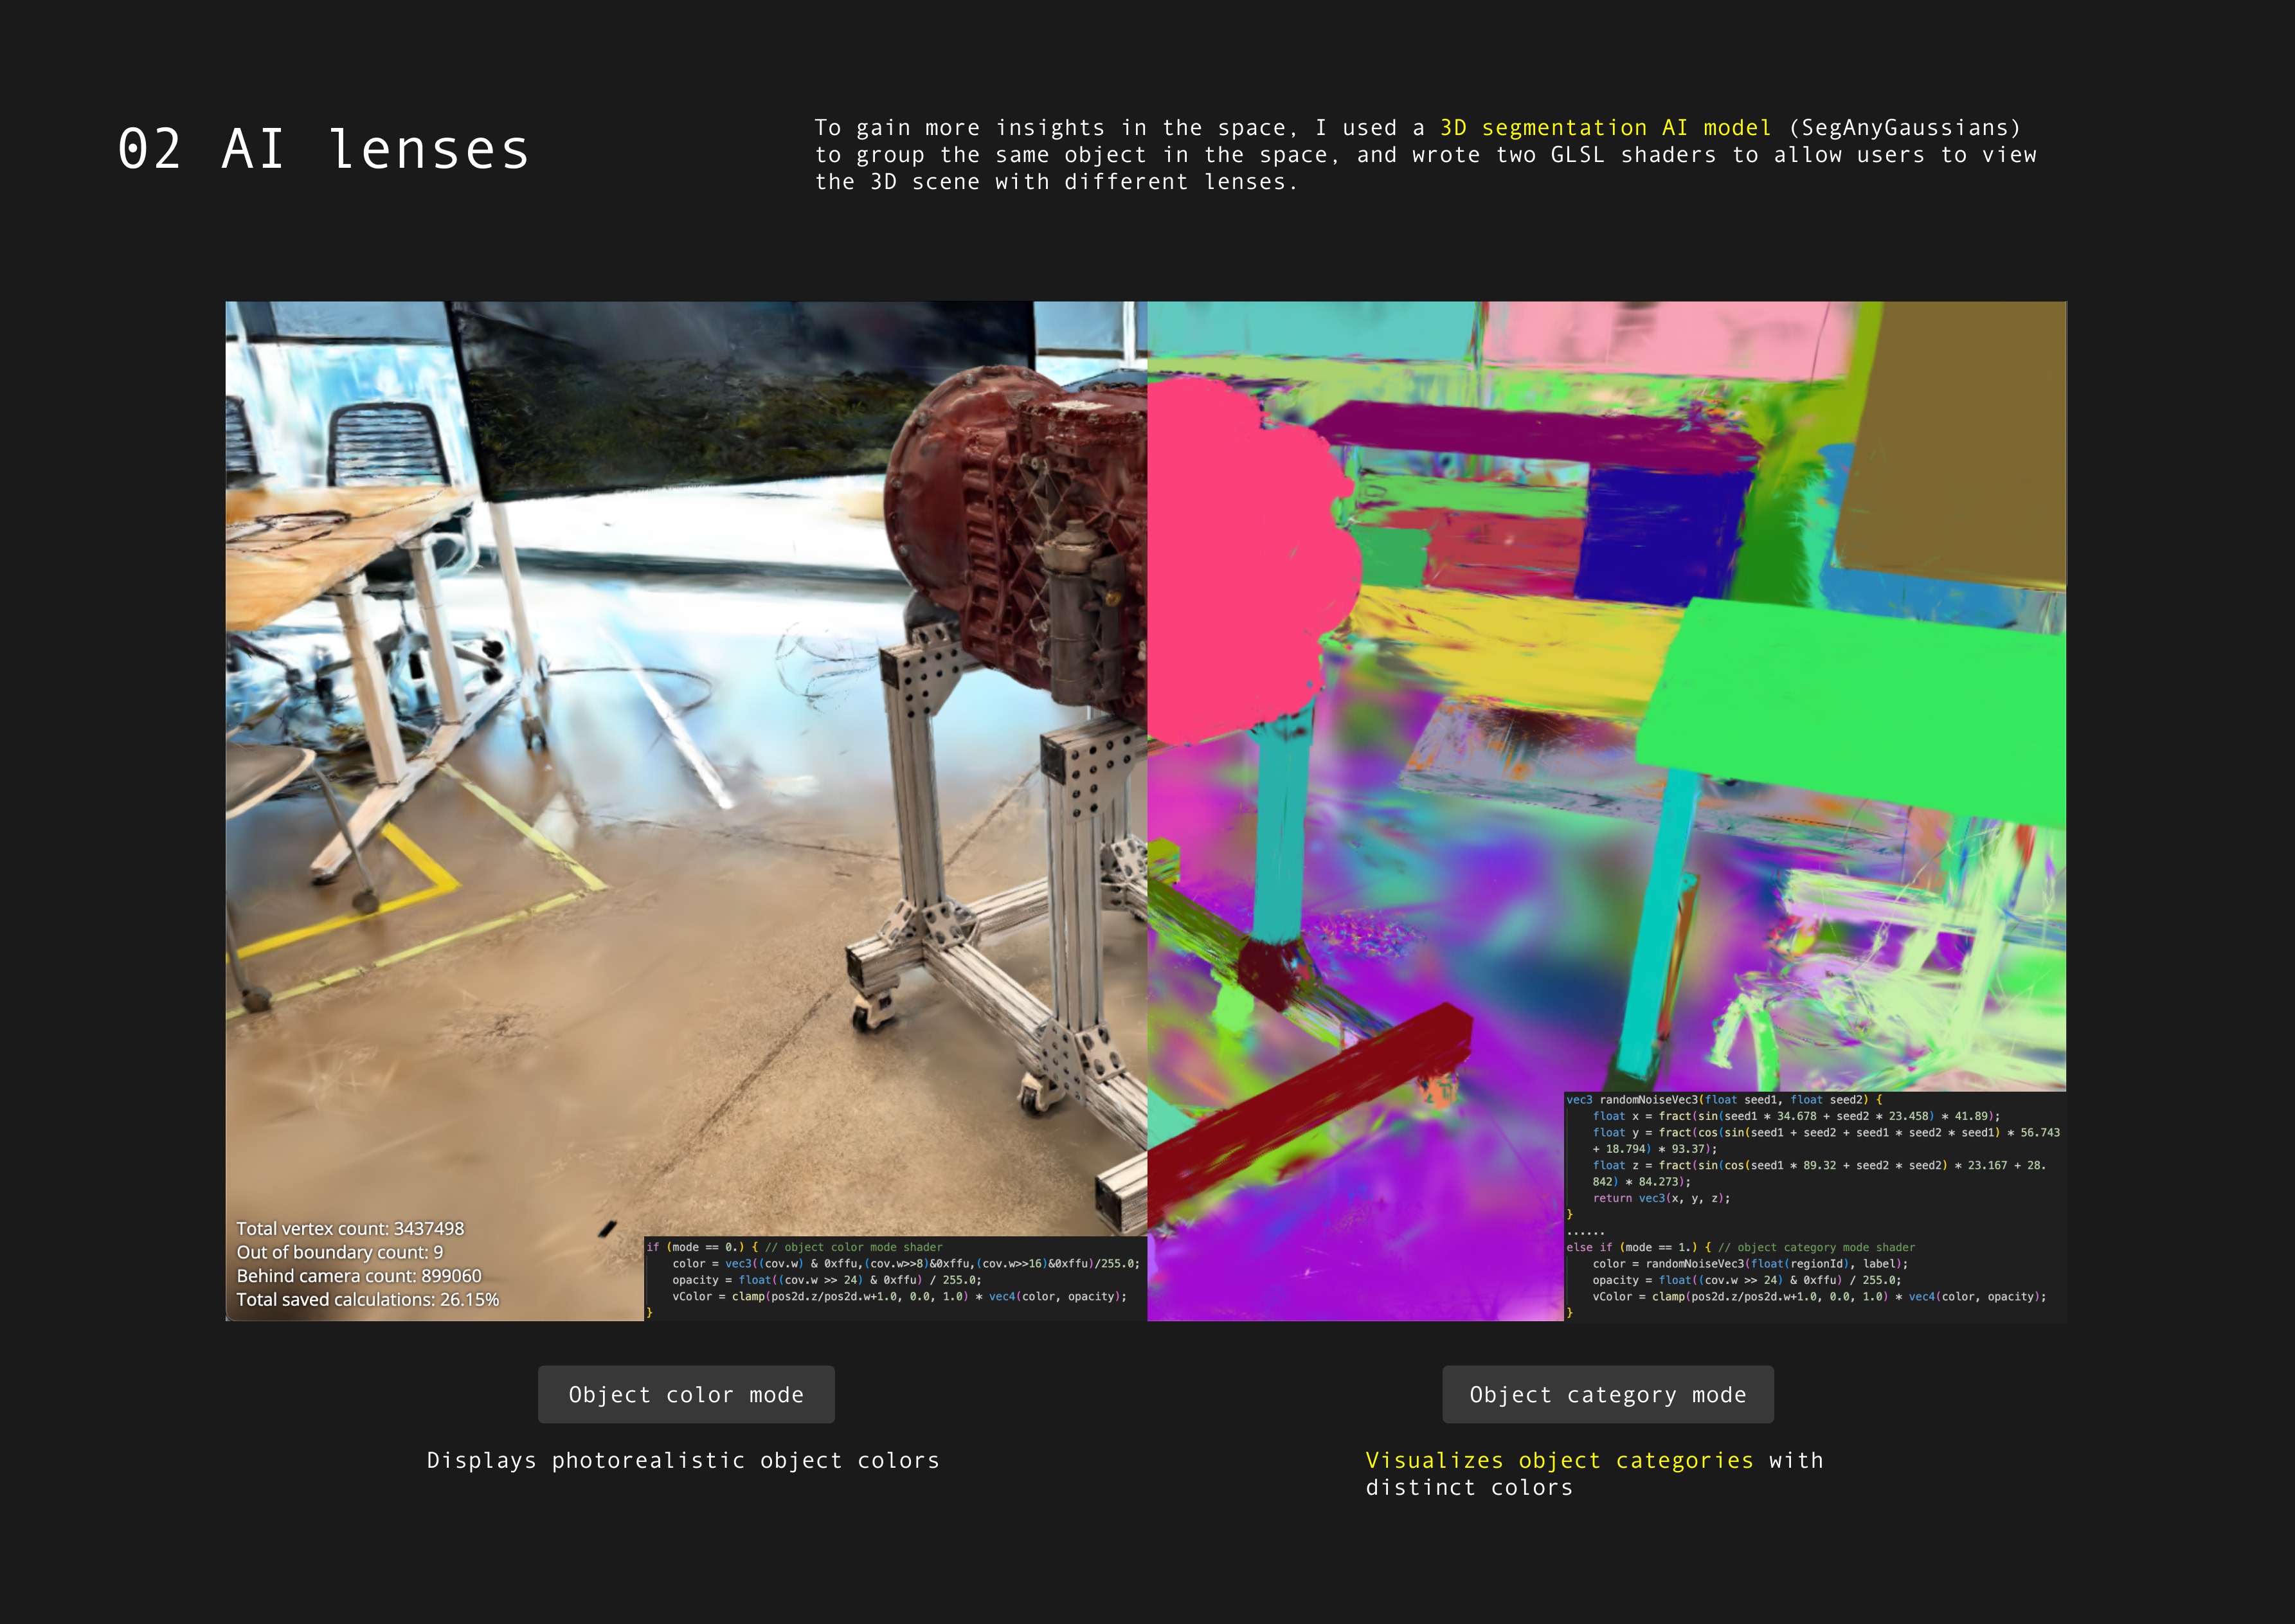 02 AI lenses
To gain more insights in the space, I used a 3D segmentation AI model (SegAnyGaussians)
to group the same object in the space, and wrote two GLSL shaders to allow users to view
the 3D scene with different lenses.
Total vertex count: 3437498
Out of boundary count: 9
Behind camera count: 899060
Total saved calculations: 26.15%
if (mode == 0.) { // object color mode shader
color = vec3((cov.w) & 0xffu,(cov.w>>8)&0xffu,(cov.w>>16)&0xffu)/255.0;
opacity = float((cov.w >> 24) & 0xffu) / 255.0;
vColor = clamp(pos2d.z/pos2d.w+1.0, 0.0, 1.0) * vec4(color, opacity);
}
vec3 randomNoiseVec3(float seed1, float seed2) {
float x = fract(sin(seed1 * 34.678 + seed2 * 23.458) * 41.89);
float y = fract(cos(sin(seed1 + seed2 + seed1 * seed2 * seed1) * 56.743
+ 18.794) * 93.37);
float z = fract(sin(cos(seed1 * 89.32 + seed2 * seed2) * 23.167 + 28.
842) * 84.273);
return vec3(x, y, z);
}
......
else if (mode == 1.) { // object category mode shader
color = randomNoiseVec3(float(regionId), label);
opacity = float((cov.w >> 24) & 0xffu) / 255.0;
vColor = clamp(pos2d.z/pos2d.w+1.0, 0.0, 1.0) * vec4(color, opacity);
}
Object color mode
Displays photorealistic object colors
Object category mode
Visualizes object categories with
distinct colors